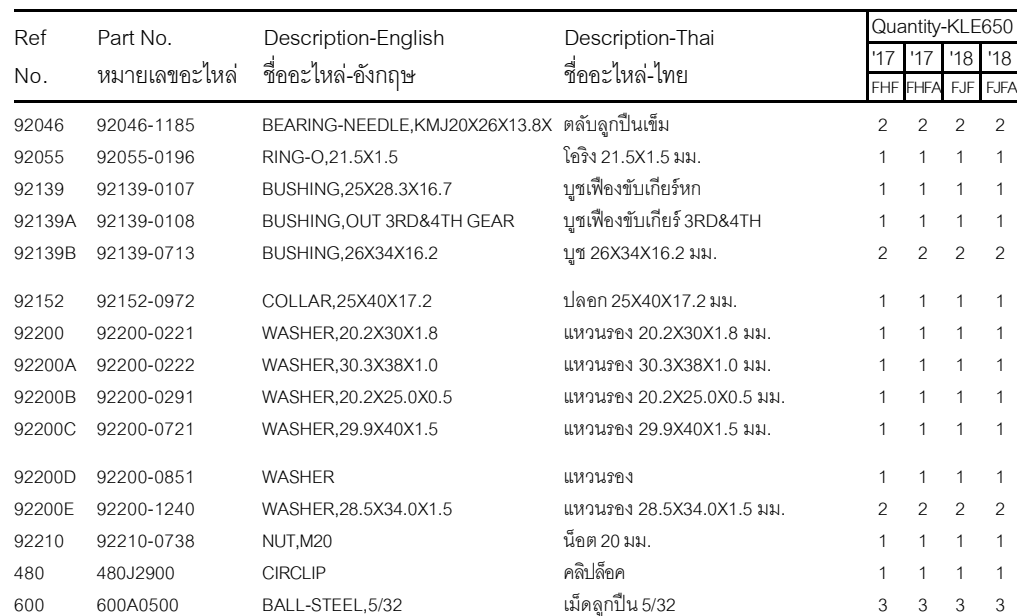 Ref Part No. Description-English Description-Thai Quantity-KLE650
No. หมายเลขอะไหล่ ชื่ออะไหล่-อังกฤษ ชื่ออะไหล่-ไทย '17 '17 '18 '18
FHF FHFA FJF FJFA
92046 92046-1185 BEARING-NEEDLE,KMJ20X26X13.8X ตลับลูกปืนเข็ม 2 2 2 2
92055 92055-0196 RING-O,21.5X1.5 โอริง 21.5X1.5 มม. 1 1 1 1
92139 92139-0107 BUSHING,25X28.3X16.7 บูชเฟืองขับเกียร์หก 1 1 1 1
92139A 92139-0108 BUSHING,OUT 3RD&4TH GEAR บูชเฟืองขับเกียร์ 3RD&4TH 1 1 1 1
92139B 92139-0713 BUSHING,26X34X16.2 บูช 26X34X16.2 มม. 2 2 2 2
92152 92152-0972 COLLAR,25X40X17.2 ปลอก 25X40X17.2 มม. 1 1 1 1
92200 92200-0221 WASHER,20.2X30X1.8 แหวนรอง 20.2X30X1.8 มม. 1 1 1 1
92200A 92200-0222 WASHER,30.3X38X1.0 แหวนรอง 30.3X38X1.0 มม. 1 1 1 1
92200B 92200-0291 WASHER,20.2X25.0X0.5 แหวนรอง 20.2X25.0X0.5 มม. 1 1 1 1
92200C 92200-0721 WASHER,29.9X40X1.5 แหวนรอง 29.9X40X1.5 มม. 1 1 1 1
92200D 92200-0851 WASHER แหวนรอง 1 1 1 1
92200E 92200-1240 WASHER,28.5X34.0X1.5 แหวนรอง 28.5X34.0X1.5 มม. 2 2 2 2
92210 92210-0738 NUT,M20 น็อต 20 มม. 1 1 1 1
480 480J2900 CIRCLIP คลิปล็อค 1 1 1 1
600 600A0500 BALL-STEEL,5/32 เม็ดลูกปืน 5/32 3 3 3 3